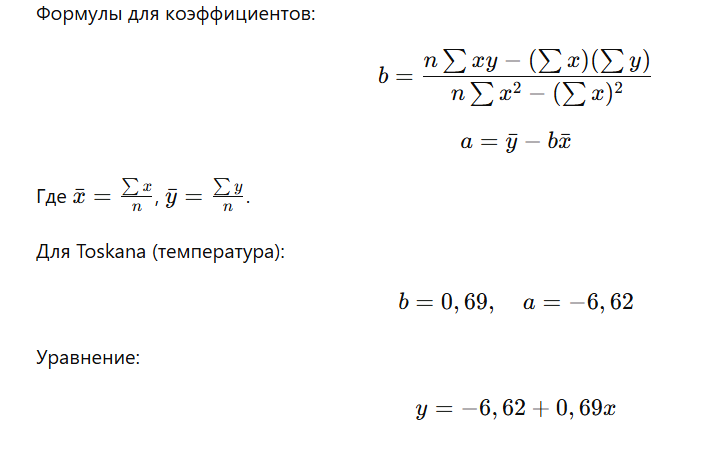 Формулы для коэффициентов:
b = \frac{n \sum xy - (\sum x)(\sum y)}{n \sum x^2 - (\sum x)^2}
a = \bar{y} - b\bar{x}
Где \bar{x} = \frac{\sum x}{n}, \bar{y} = \frac{\sum y}{n}.
Для Toskana (температура):
b = 0,69, a = −6,62
Уравнение:
y = −6,62 + 0,69x